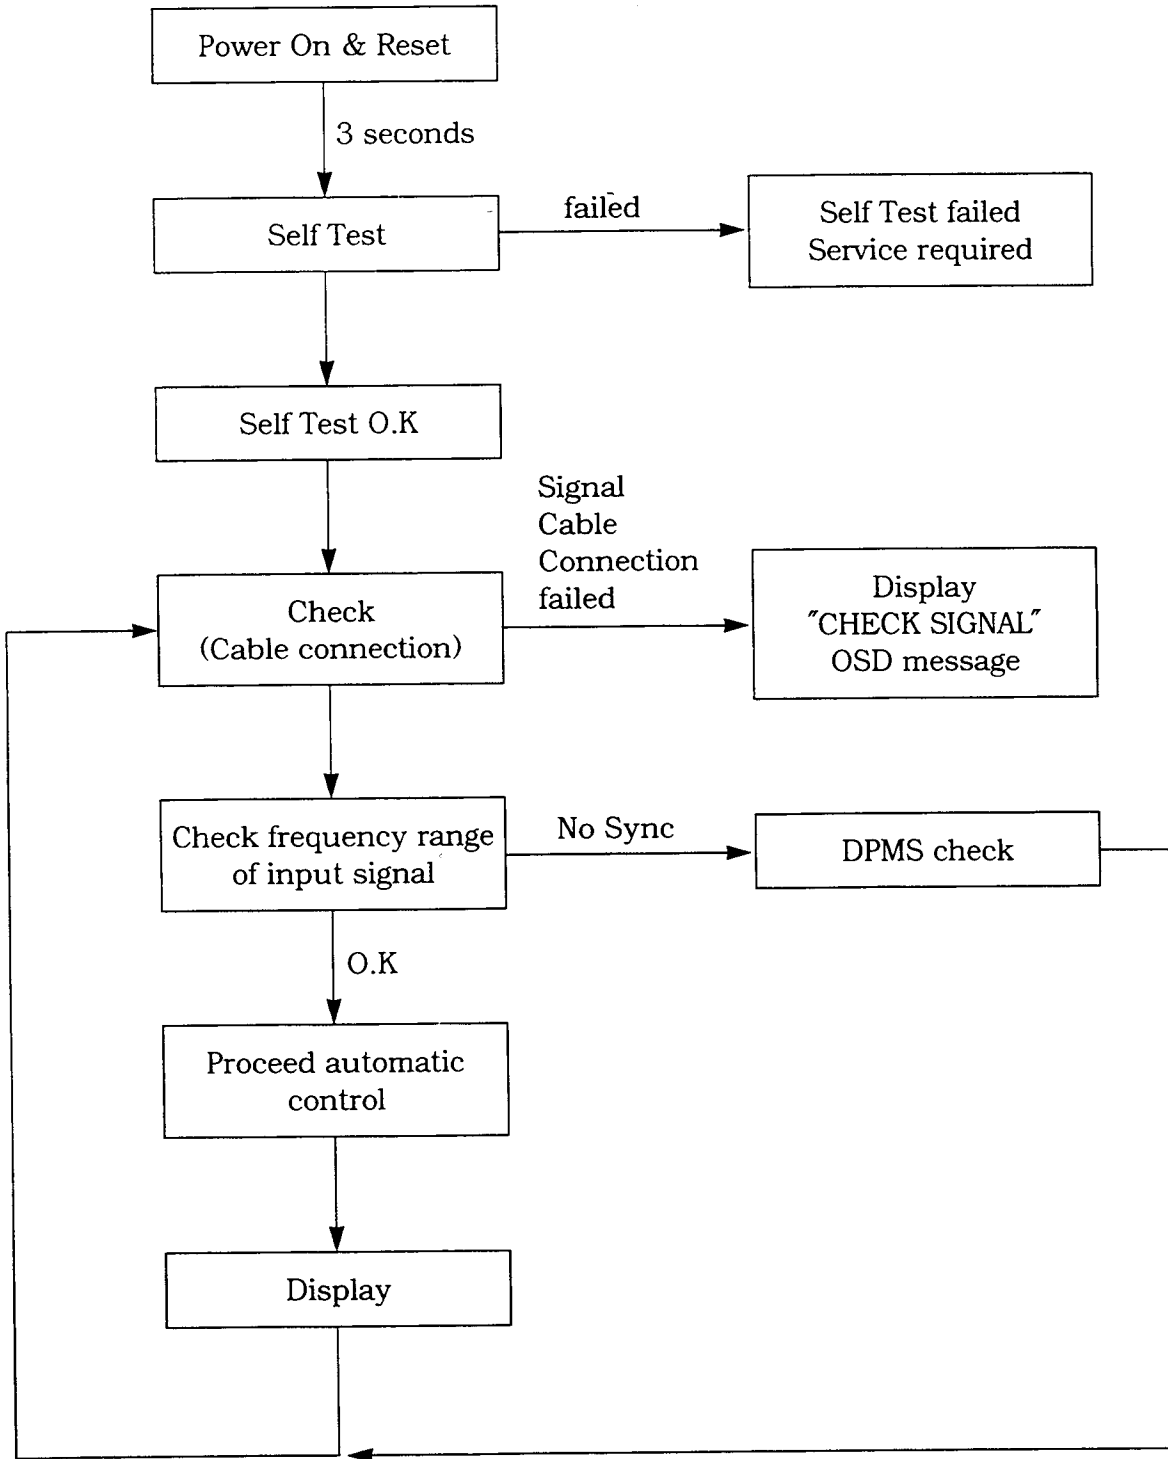 Power On & Reset
3 seconds
Self Test
failed
Self Test failed
Service required
Self Test O.K
Signal
Cable
Connection
failed
Check
(Cable connection)
Display
"CHECK SIGNAL"
OSD message
Check frequency range
of input signal
No Sync
DPMS check
O.K
Proceed automatic
control
Display